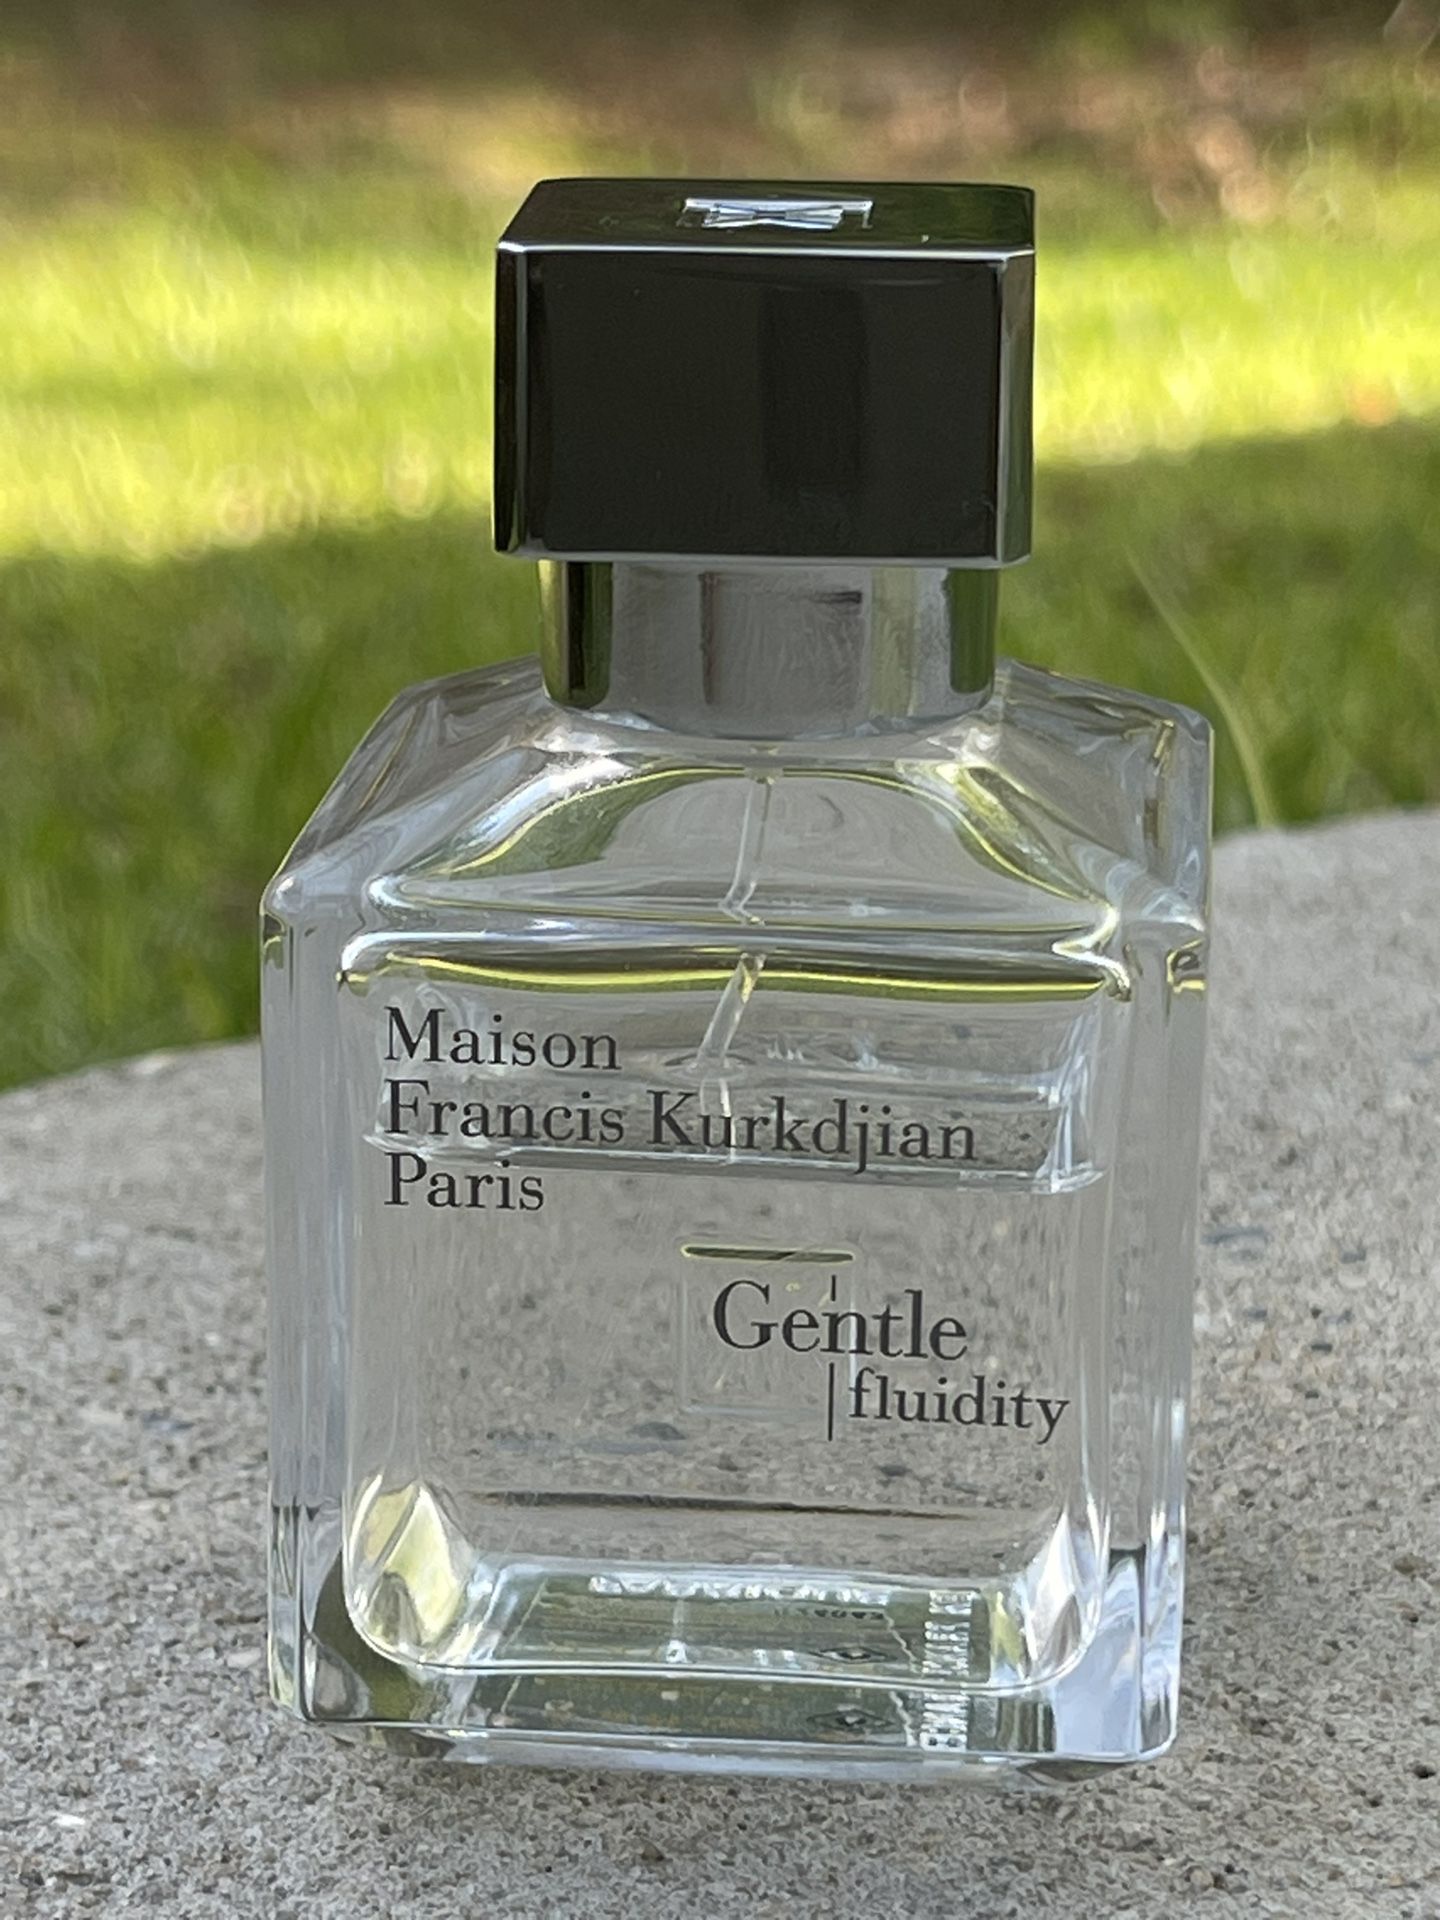 Maison
Francis Kurkdjian
Paris
Gentle
fluidity